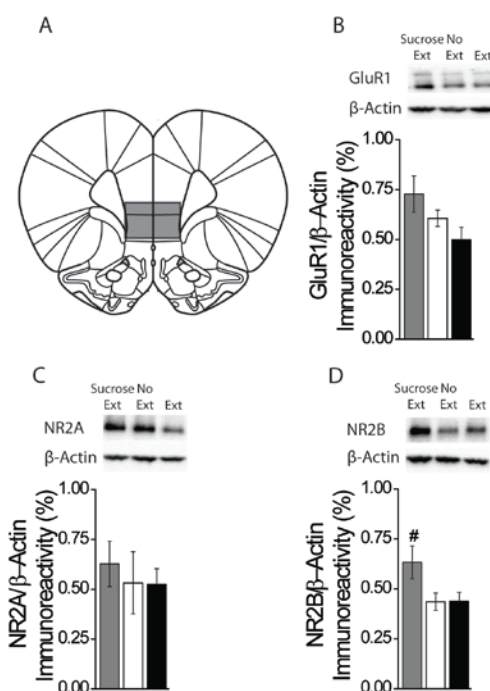 A
B
Sucrose No
Ext Ext Ext
GluR1
β-Actin
GluR1/β-Actin
Immunoreactivity (%)
1.00
0.75
0.50
0.25
0.00
C
Sucrose No
Ext Ext Ext
NR2A
β-Actin
NR2A/β-Actin
Immunoreactivity (%)
1.00
0.75
0.50
0.25
0.00
D
Sucrose No
Ext Ext Ext
NR2B
β-Actin
NR2B/β-Actin
Immunoreactivity (%)
1.00
0.75
0.50
0.25
0.00
#